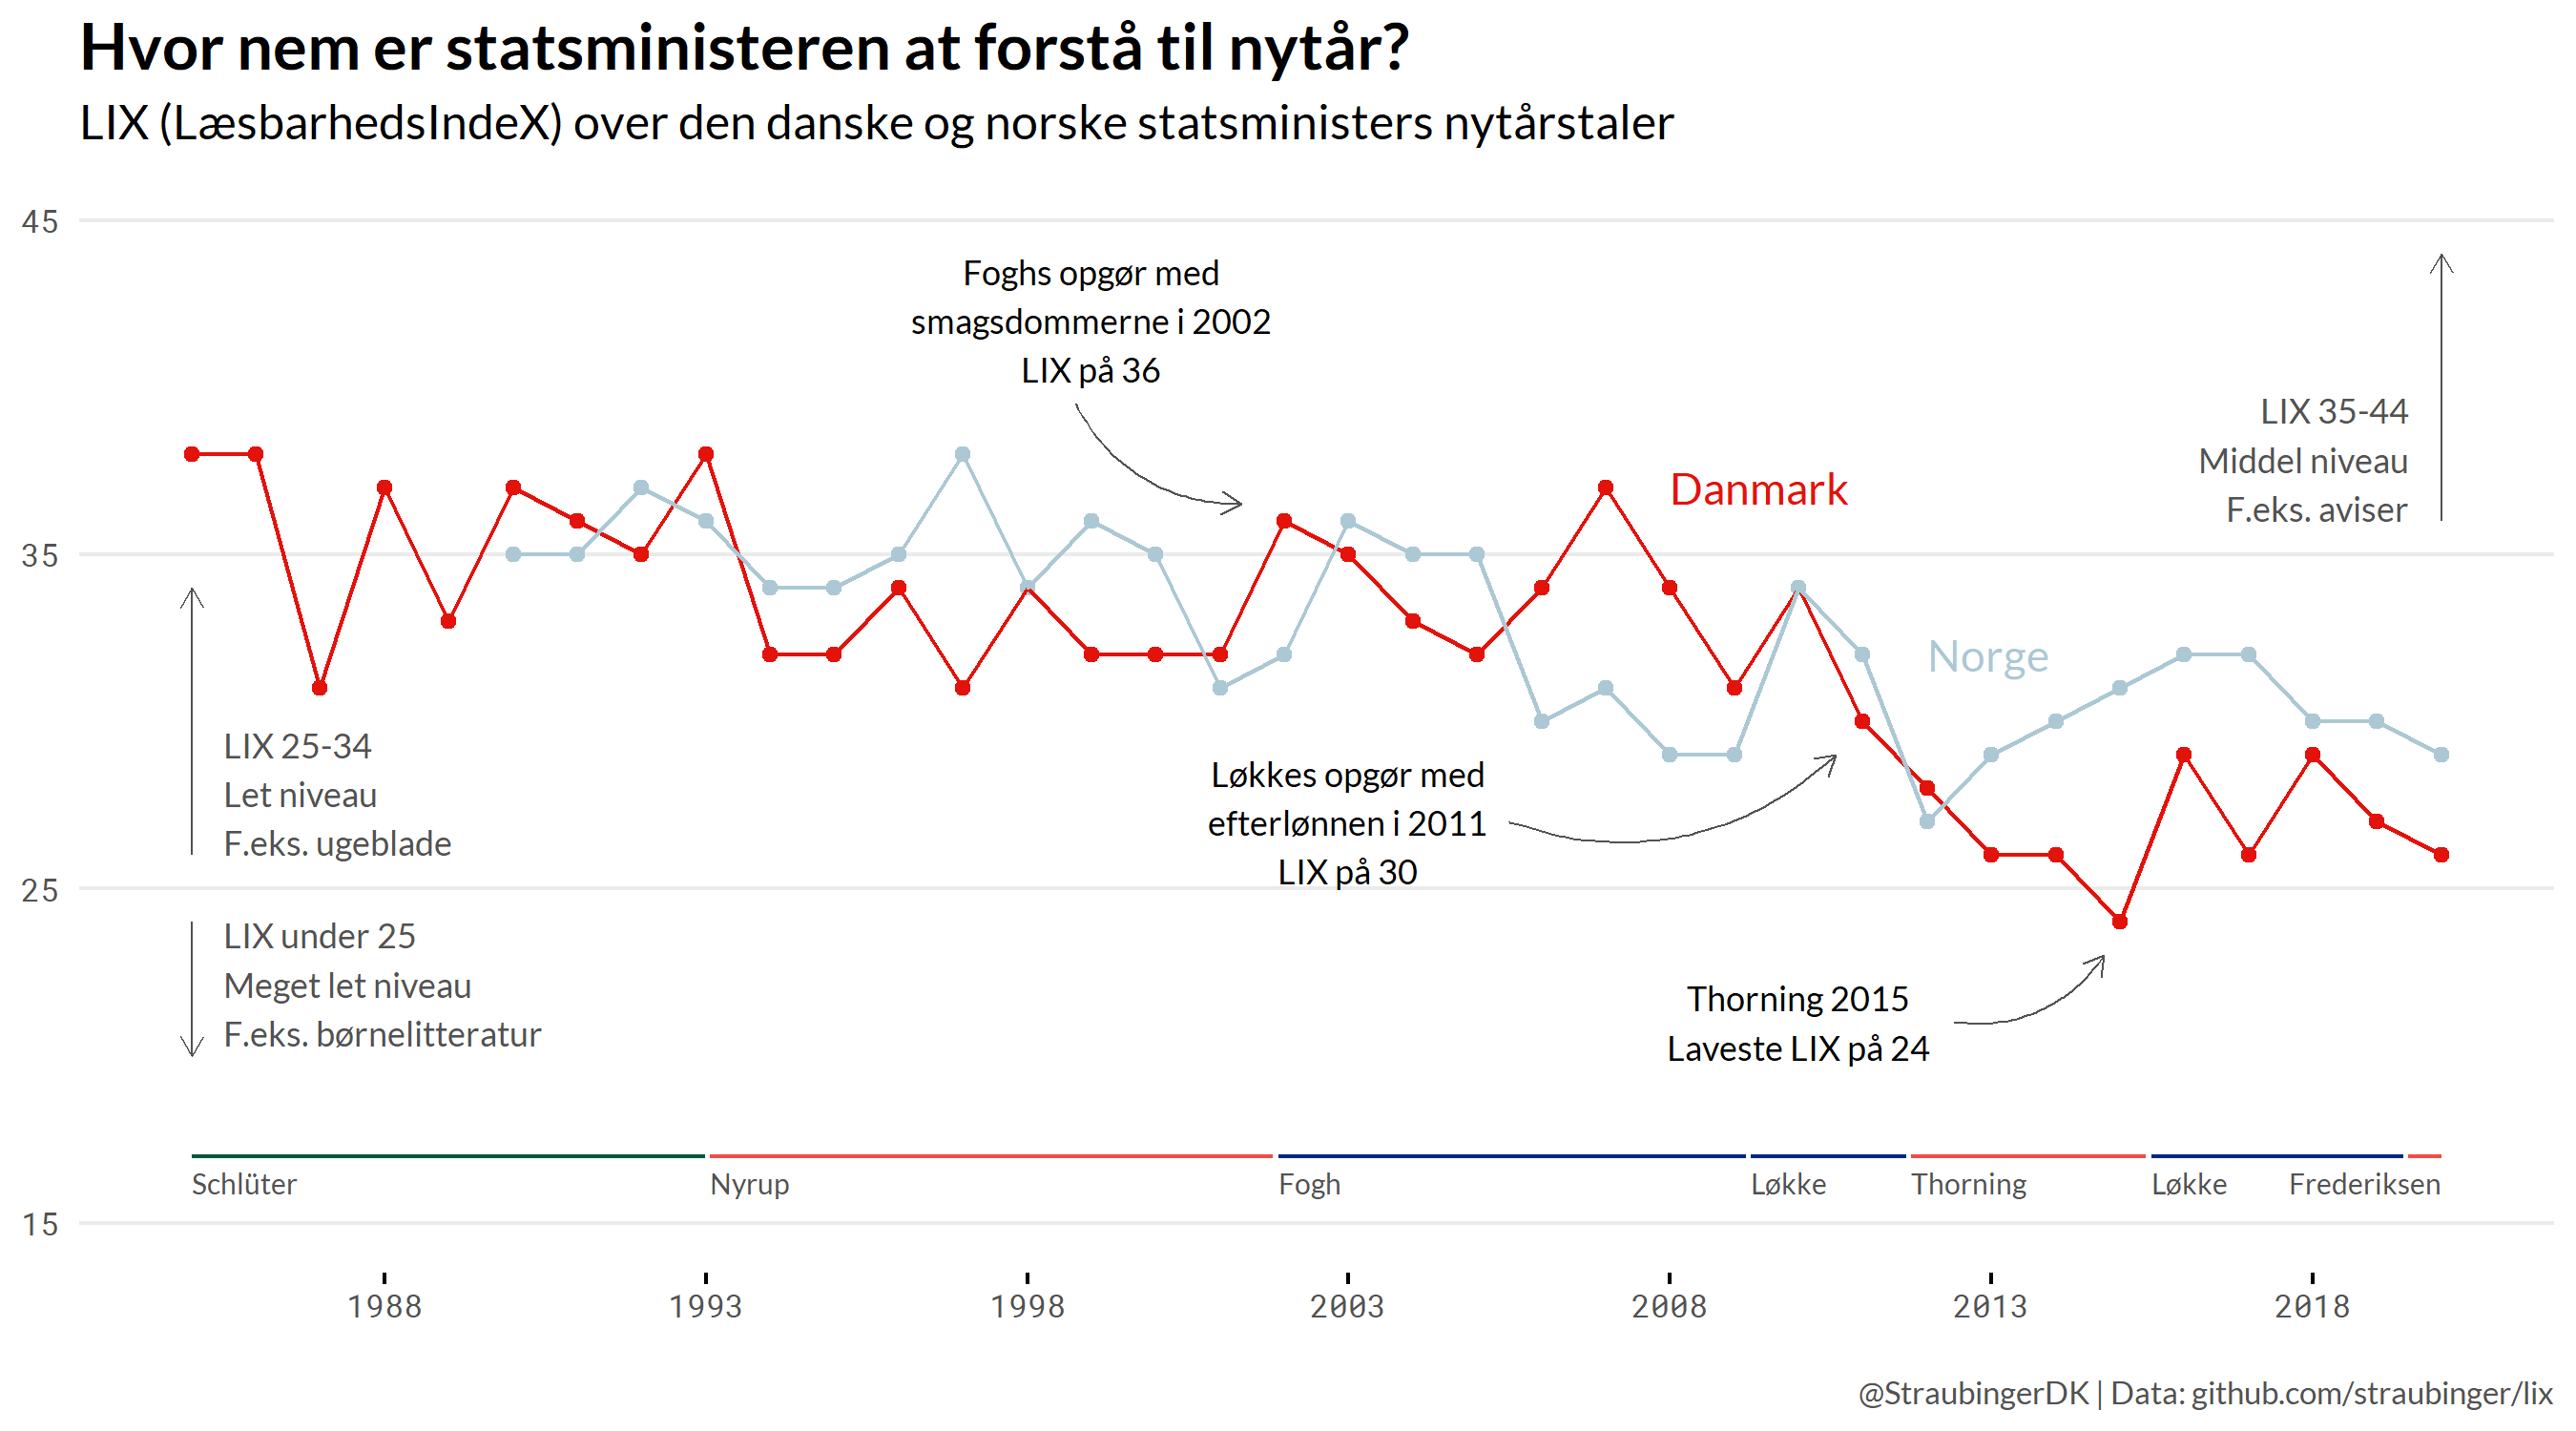 Hvor nem er statsministeren at forstå til nytår?
LIX (LæsbarhedsIndeX) over den danske og norske statsministers nytårstaler
45
35
25
15
Foghs opgør med
smagsdommerne i 2002
LIX på 36
LIX 35-44
Middel niveau
F.eks. aviser
Danmark
Norge
LIX 25-34
Let niveau
F.eks. ugeblade
Løkkes opgør med
efterlønnen i 2011
LIX på 30
LIX under 25
Meget let niveau
F.eks. børnelitteratur
Thorning 2015
Laveste LIX på 24
Schlüter
Nyrup
Fogh
Løkke
Thorning
Løkke
Frederiksen
1988
1993
1998
2003
2008
2013
2018
@StraubingerDK | Data: github.com/straubinger/lix